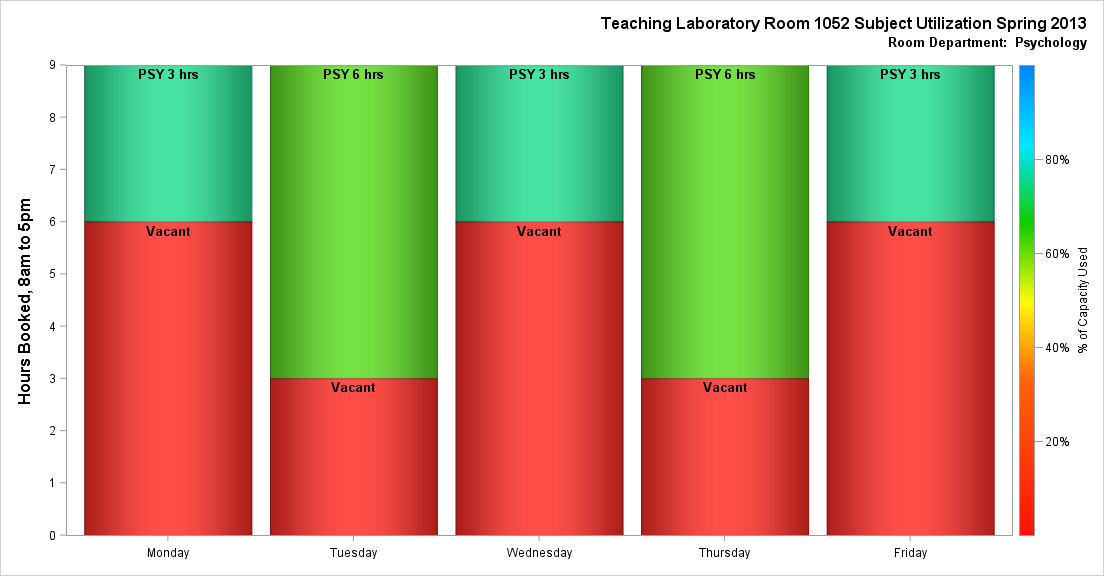 Teaching Laboratory Room 1052 Subject Utilization Spring 2013
Room Department: Psychology
Hours Booked, 8am to 5pm
9
8
7
6
5
4
3
2
1
0
PSY 3 hrs
PSY 6 hrs
PSY 3 hrs
PSY 6 hrs
PSY 3 hrs
Vacant
Vacant
Vacant
Vacant
Vacant
Monday
Tuesday
Wednesday
Thursday
Friday
80%
60%
40%
20%
% of Capacity Used